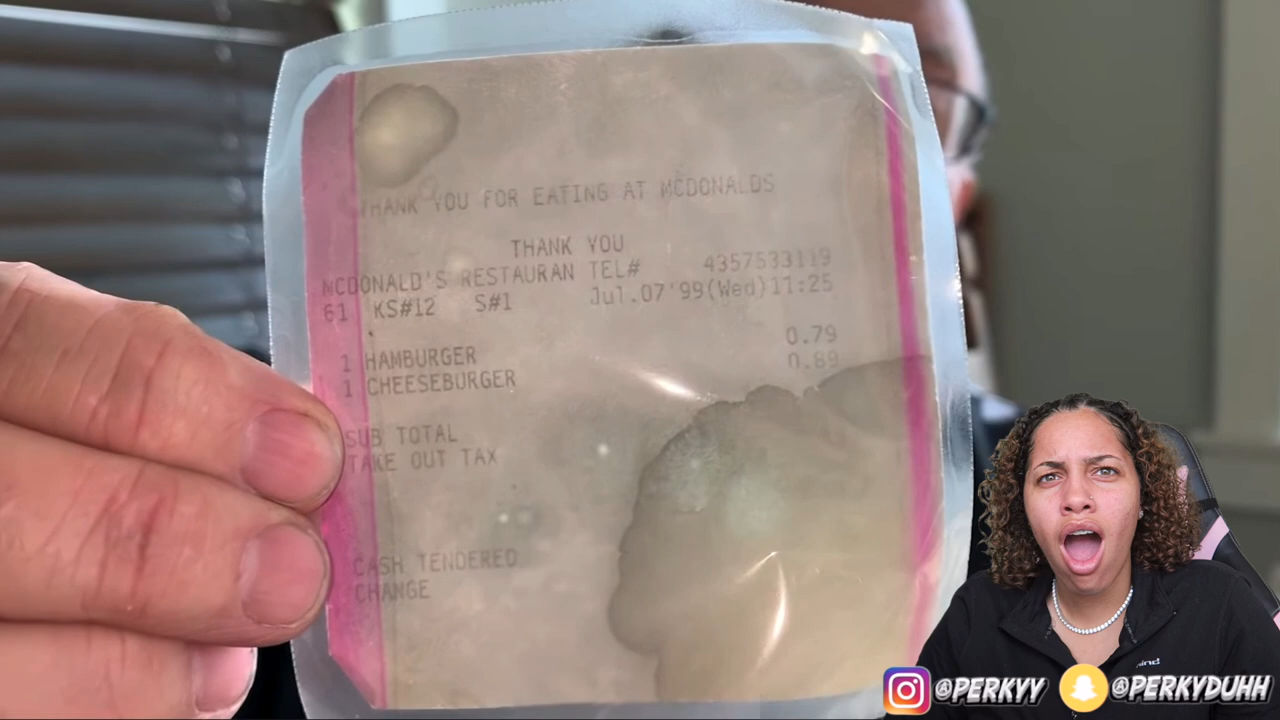 THANK YOU FOR EATING AT MCDONALDS
THANK YOU
MCDONALD'S RESTAURAN TEL# 4357533119
61 KS#12 S#1 Jul.07'99(Wed)11:25
1 HAMBURGER 0.79
1 CHEESEBURGER 0.89
SUB TOTAL
TAKE OUT TAX
CASH TENDERED
CHANGE
@PERKYY @PERKYDUHH